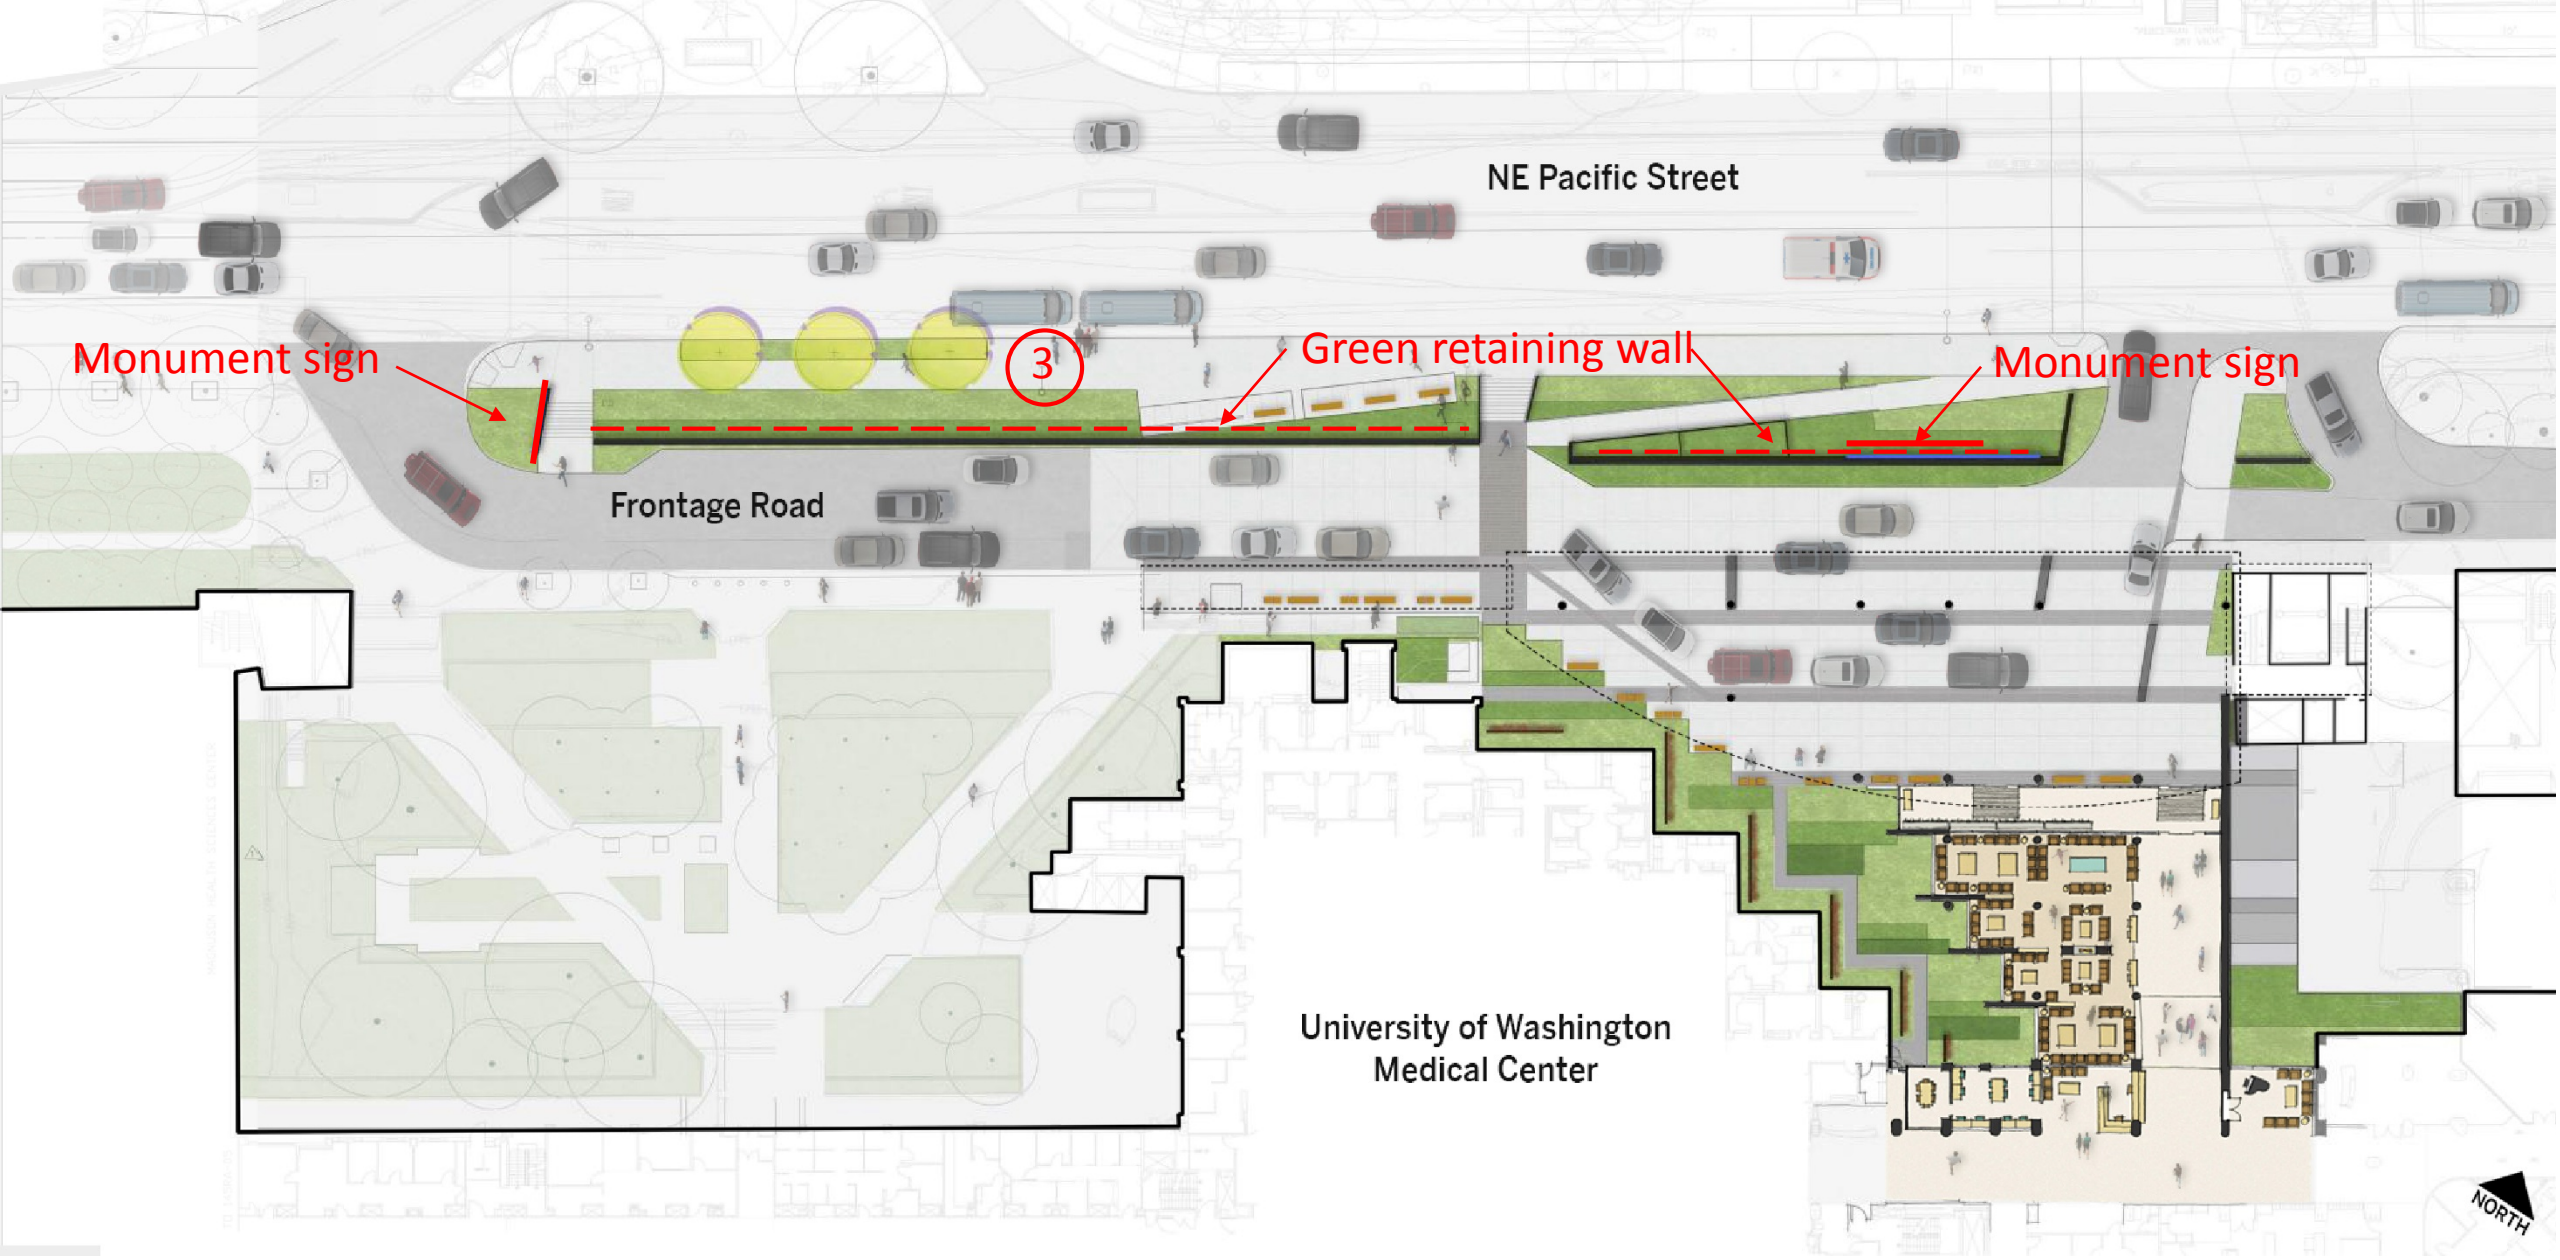 NE Pacific Street
Monument sign
3
Green retaining wall
Monument sign
Frontage Road
University of Washington
Medical Center
NORTH